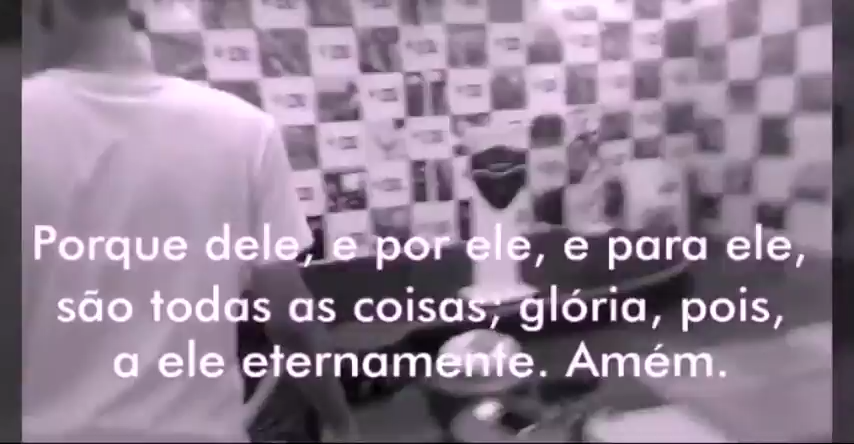 Porque dele, e por ele, e para ele,
são todas as coisas; glória, pois,
a ele eternamente. Amém.